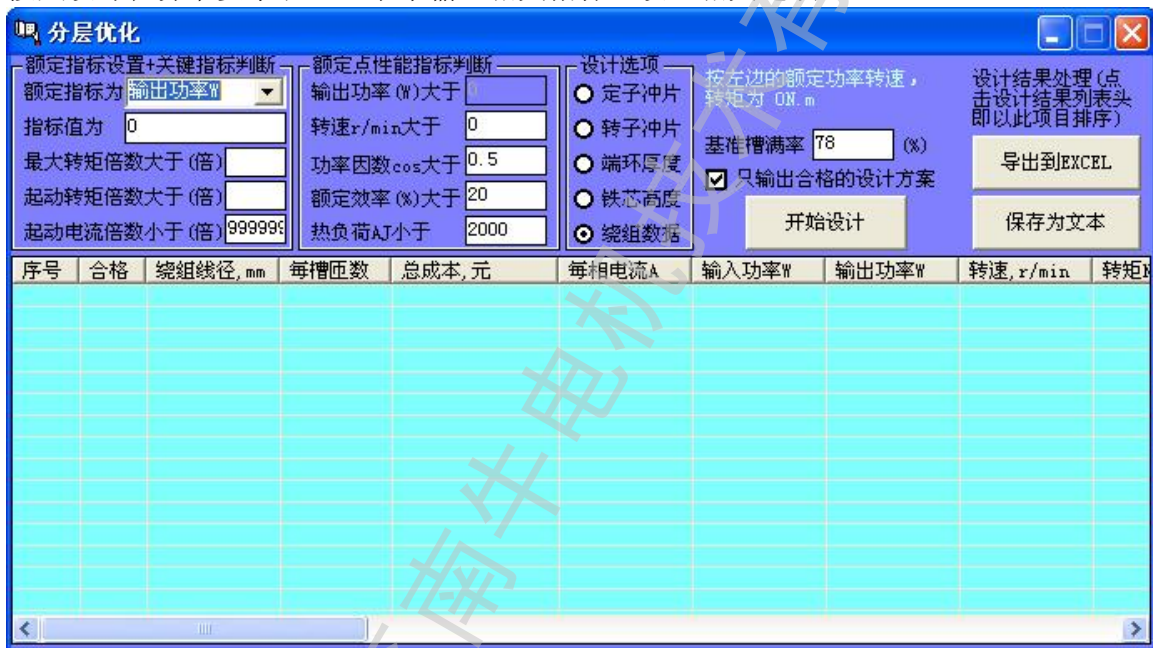 分层优化
额定指标设置+关键指标判断
额定指标为 输出功率W
指标值为 0
最大转矩倍数大于(倍)
起动转矩倍数大于(倍)
起动电流倍数小于(倍) 999999
额定点性能指标判断
输出功率(W)大于 0
转速r/min大于 0
功率因数cos大于 0.5
额定效率(%)大于 20
热负荷AJ小于 2000
设计选项
定子冲片
转子冲片
端环厚度
铁芯高度
绕组数据
按左边的额定功率转速，
转矩为 0N.m
基准槽满率 78 (%)
只输出合格的设计方案
开始设计
设计结果处理(点
击设计结果列表头
即以此项目排序)
导出到EXCEL
保存为文本
序号 合格 绕组线径,mm 每槽匝数 总成本,元 每相电流A 输入功率W 输出功率W 转速,r/min 转矩N
南牛电机技术有